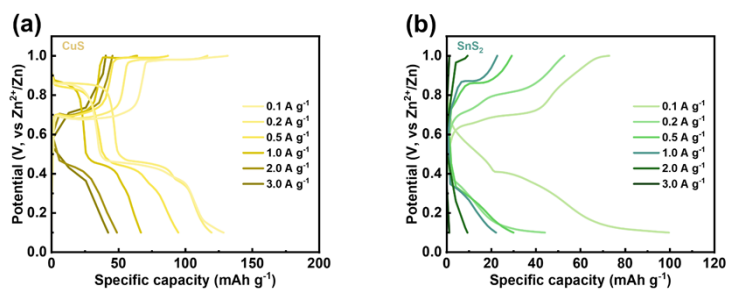 (a)
CuS
Potential (V, vs Zn²⁺/Zn)
1.0
0.8
0.6
0.4
0.2
0.0
0.1 A g⁻¹
0.2 A g⁻¹
0.5 A g⁻¹
1.0 A g⁻¹
2.0 A g⁻¹
3.0 A g⁻¹
0 50 100 150 200
Specific capacity (mAh g⁻¹)
(b)
SnS₂
Potential (V, vs Zn²⁺/Zn)
1.0
0.8
0.6
0.4
0.2
0.0
0.1 A g⁻¹
0.2 A g⁻¹
0.5 A g⁻¹
1.0 A g⁻¹
2.0 A g⁻¹
3.0 A g⁻¹
0 20 40 60 80 100 120
Specific capacity (mAh g⁻¹)